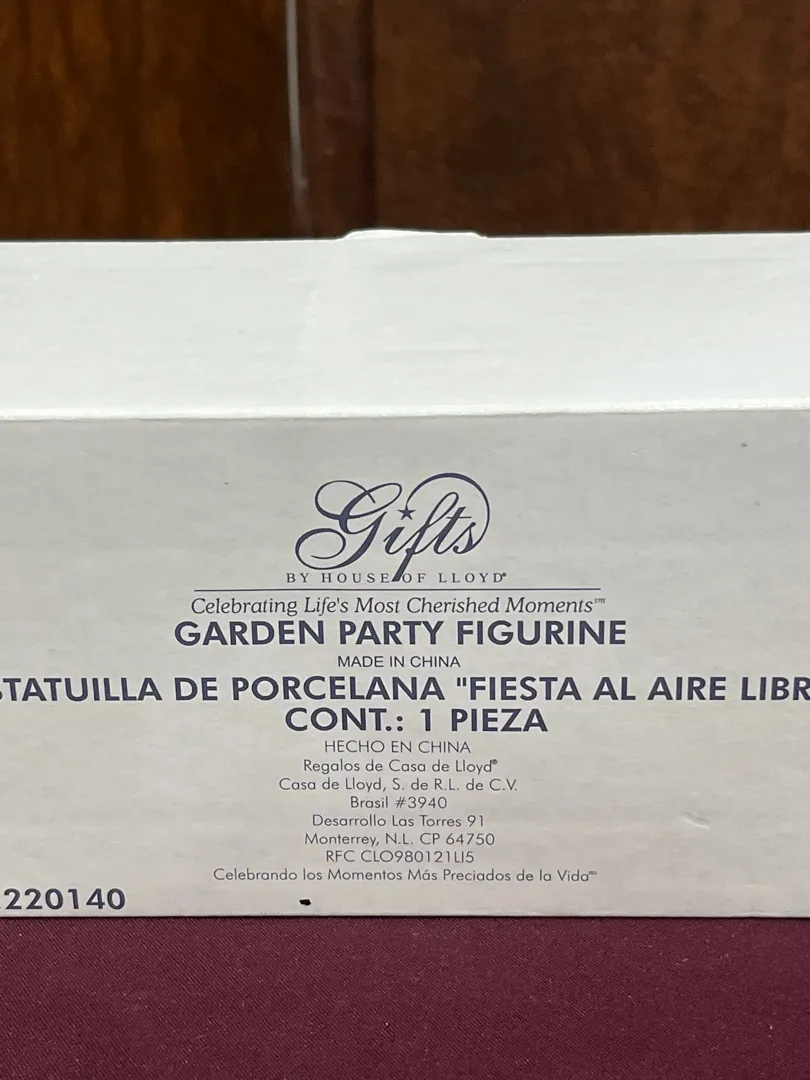 Gifts
BY HOUSE OF LLOYD®
Celebrating Life's Most Cherished Moments℠
GARDEN PARTY FIGURINE
MADE IN CHINA
STATUILLA DE PORCELANA "FIESTA AL AIRE LIBR
CONT.: 1 PIEZA
HECHO EN CHINA
Regalos de Casa de Lloyd®
Casa de Lloyd, S. de R.L. de C.V.
Brasil #3940
Desarrollo Las Torres 91
Monterrey, N.L. CP 64750
RFC CLO980121LI5
Celebrando los Momentos Más Preciados de la Vida℠
220140